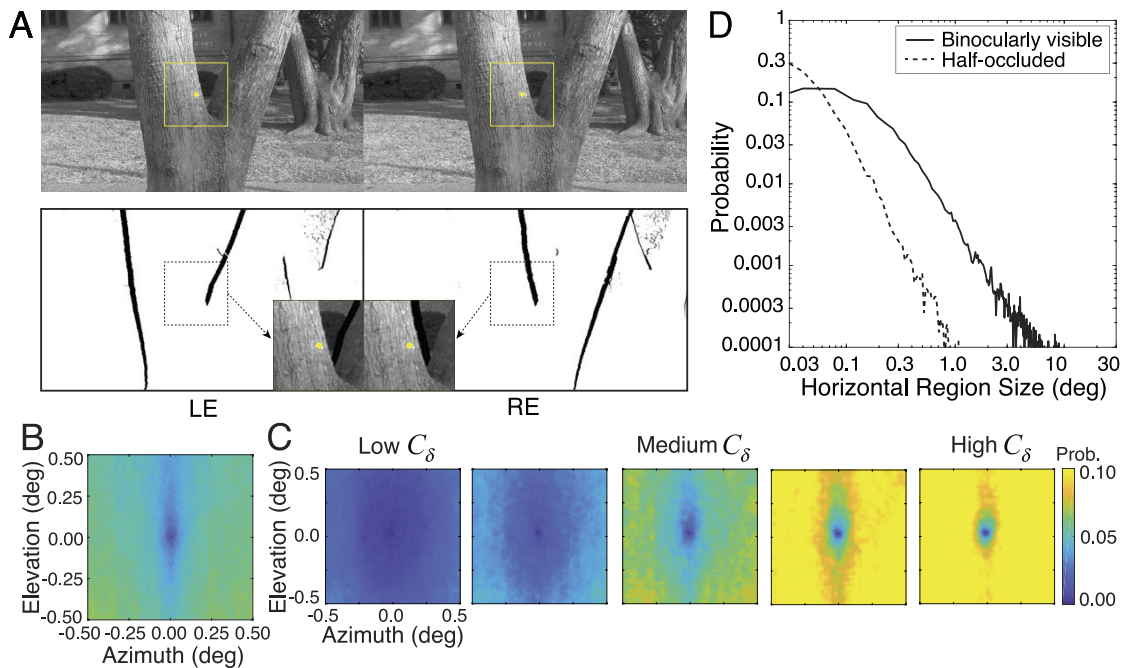 A
LE
RE
B
Elevation (deg)
0.50
0.25
0.00
-0.25
-0.50
-0.50
-0.25
0.00
0.25
0.50
Azimuth (deg)
C
Low Cδ
Medium Cδ
High Cδ
Prob.
Elevation (deg)
0.5
0.0
-0.5
-0.5
0.0
0.5
Azimuth (deg)
0.10
0.05
0.00
D
Binocularly visible
Half-occluded
Probability
1
0.3
0.1
0.03
0.01
0.003
0.001
0.0003
0.0001
0.03
0.1
0.3
1.0
3.0
10
30
Horizontal Region Size (deg)